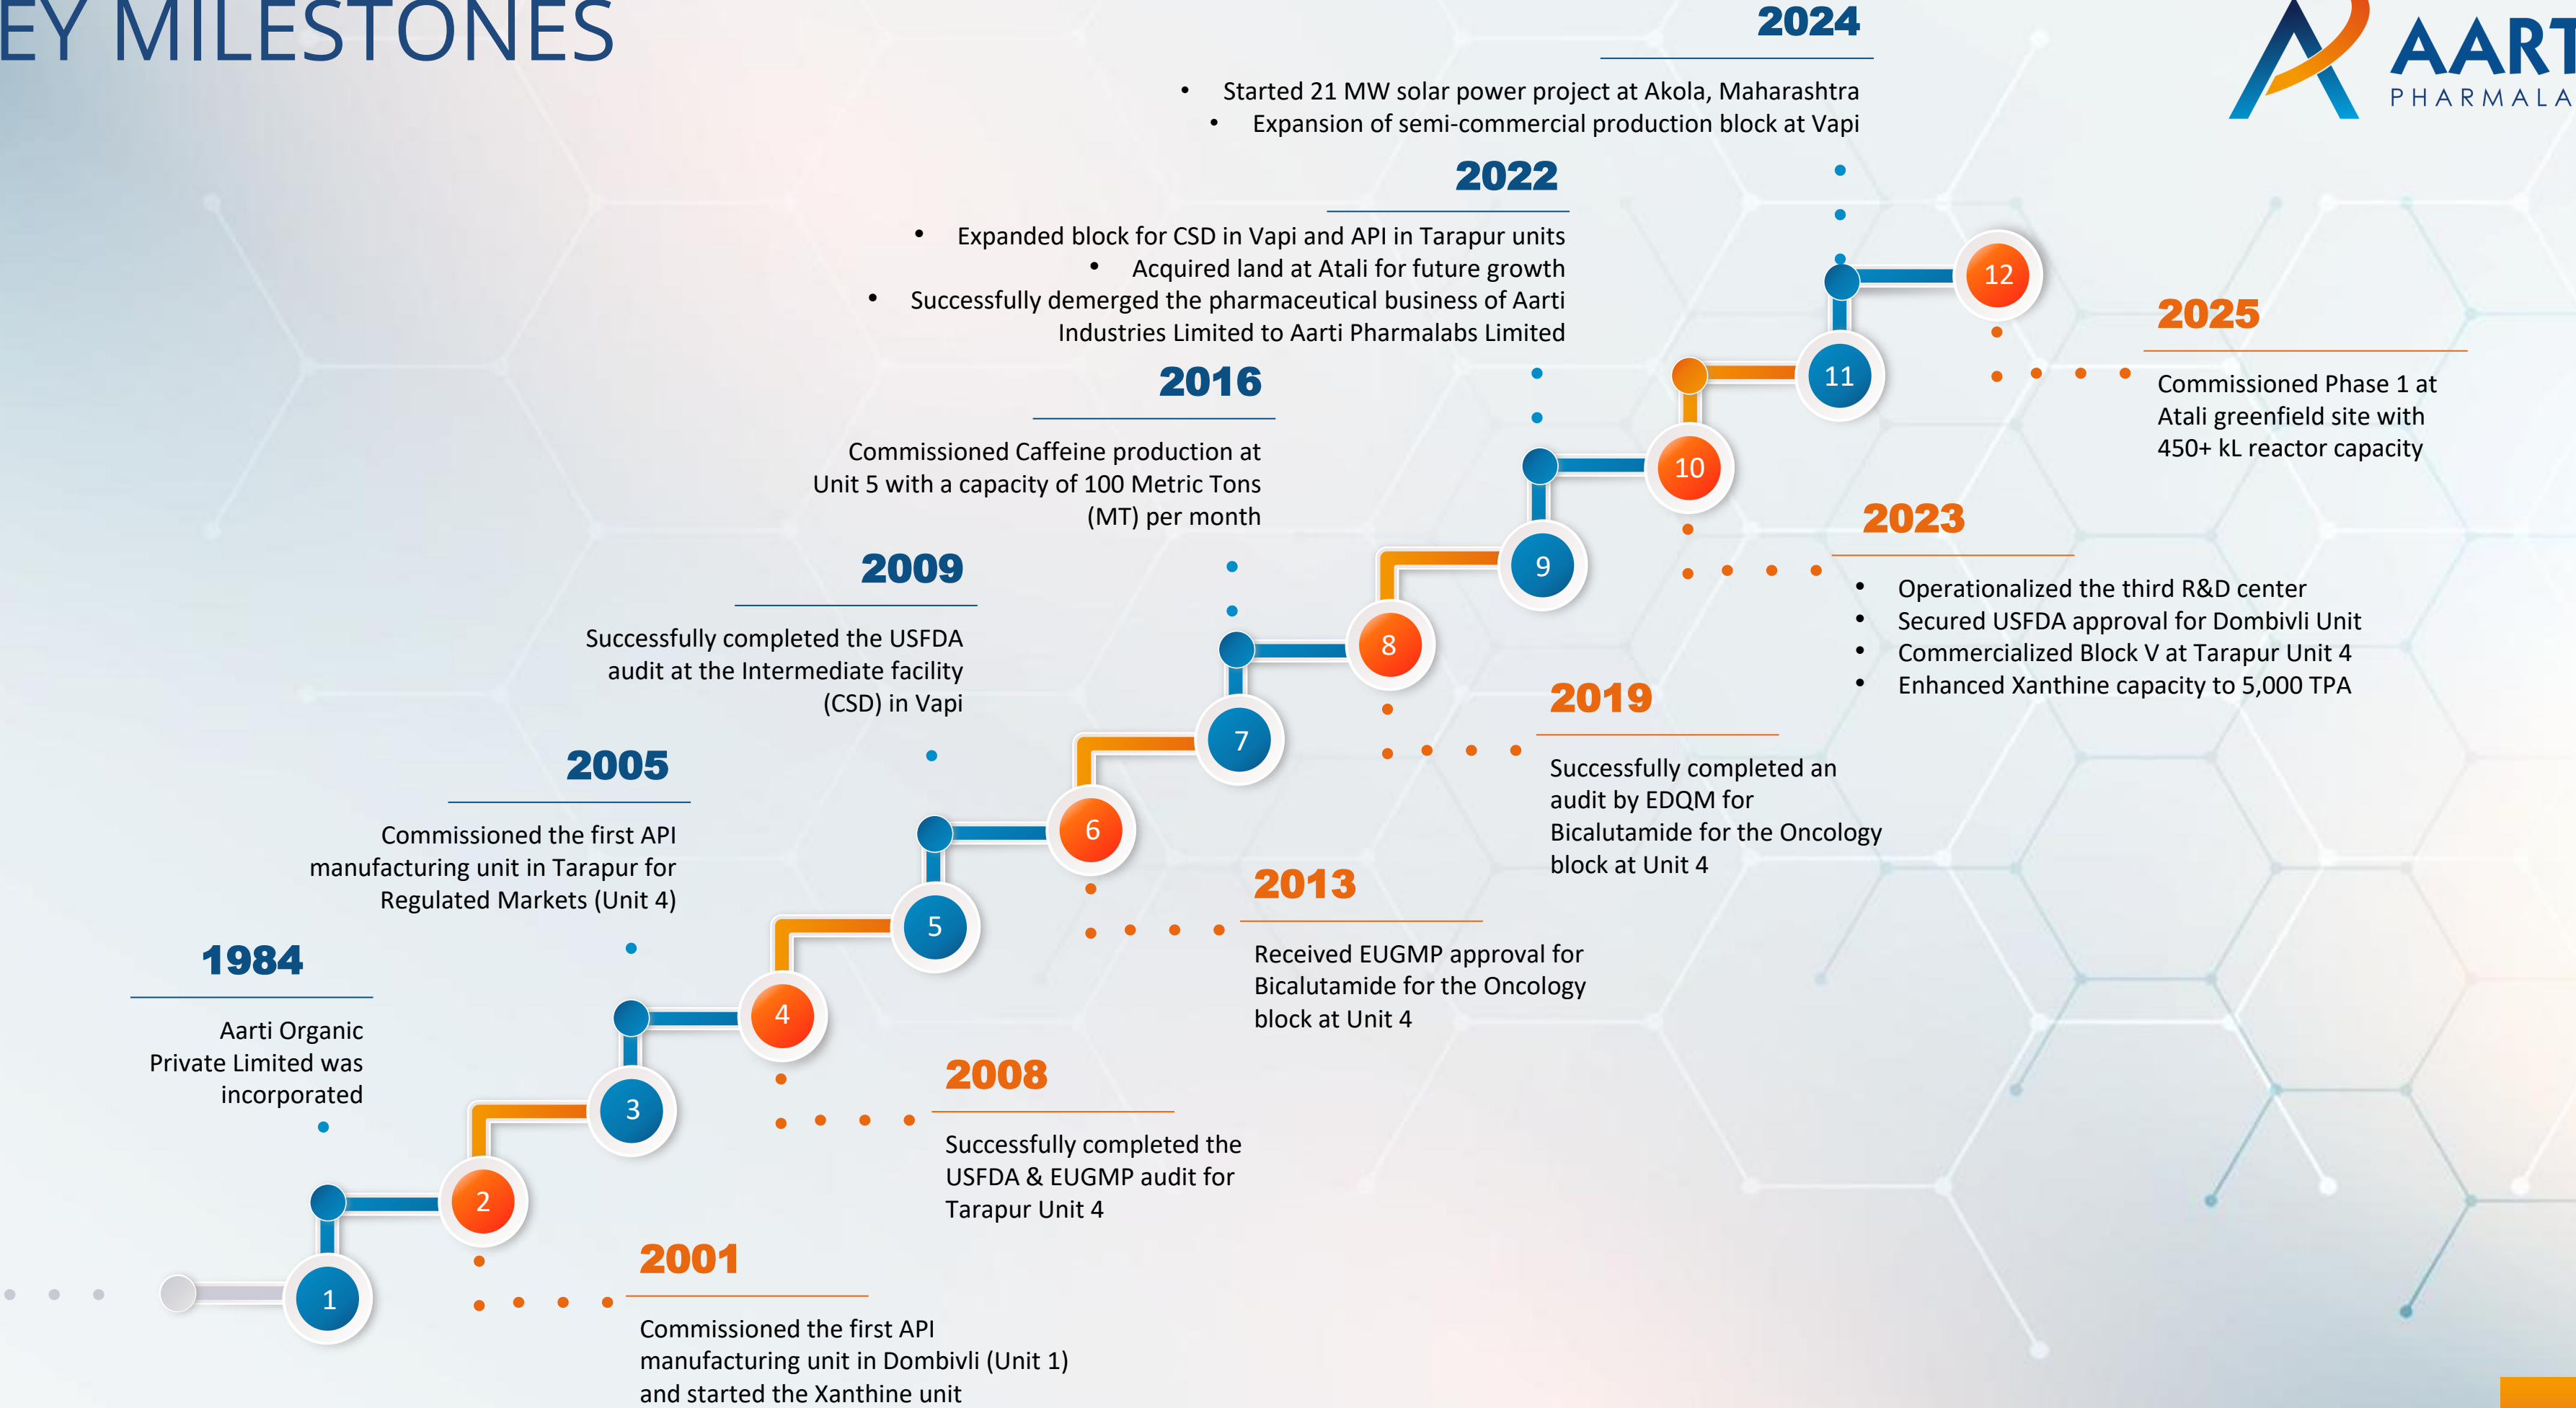 EY MILESTONES
AART
PHARMALA
2024
• Started 21 MW solar power project at Akola, Maharashtra
• Expansion of semi-commercial production block at Vapi
2022
• Expanded block for CSD in Vapi and API in Tarapur units
• Acquired land at Atali for future growth
• Successfully demerged the pharmaceutical business of Aarti
Industries Limited to Aarti Pharmalabs Limited
2016
Commissioned Caffeine production at
Unit 5 with a capacity of 100 Metric Tons
(MT) per month
2009
Successfully completed the USFDA
audit at the Intermediate facility
(CSD) in Vapi
2005
Commissioned the first API
manufacturing unit in Tarapur for
Regulated Markets (Unit 4)
1984
Aarti Organic
Private Limited was
incorporated
1
2
3
4
5
6
7
8
9
10
11
12
2025
Commissioned Phase 1 at
Atali greenfield site with
450+ kL reactor capacity
2023
• Operationalized the third R&D center
• Secured USFDA approval for Dombivli Unit
• Commercialized Block V at Tarapur Unit 4
• Enhanced Xanthine capacity to 5,000 TPA
2019
Successfully completed an
audit by EDQM for
Bicalutamide for the Oncology
block at Unit 4
2013
Received EUGMP approval for
Bicalutamide for the Oncology
block at Unit 4
2008
Successfully completed the
USFDA & EUGMP audit for
Tarapur Unit 4
2001
Commissioned the first API
manufacturing unit in Dombivli (Unit 1)
and started the Xanthine unit